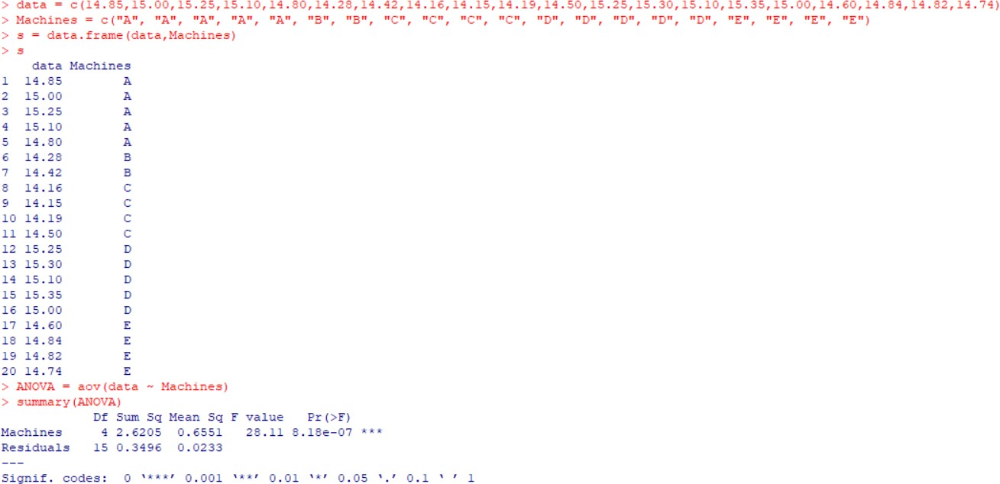 > data = c(14.85,15.00,15.25,15.10,14.80,14.28,14.42,14.16,14.15,14.19,14.50,15.25,15.30,15.10,15.35,15.00,14.60,14.84,14.82,14.74)
> Machines = c("A", "A", "A", "A", "A", "B", "B", "C", "C", "C", "C", "D", "D", "D", "D", "D", "E", "E", "E", "E")
> s = data.frame(data,Machines)
> s
    data Machines
1  14.85        A
2  15.00        A
3  15.25        A
4  15.10        A
5  14.80        A
6  14.28        B
7  14.42        B
8  14.16        C
9  14.15        C
10 14.19        C
11 14.50        C
12 15.25        D
13 15.30        D
14 15.10        D
15 15.35        D
16 15.00        D
17 14.60        E
18 14.84        E
19 14.82        E
20 14.74        E
> ANOVA = aov(data ~ Machines)
> summary(ANOVA)
            Df Sum Sq Mean Sq F value   Pr(>F)
Machines     4 2.6205  0.6551   28.11 8.18e-07 ***
Residuals   15 0.3496  0.0233
---
Signif. codes:  0 ‘***’ 0.001 ‘**’ 0.01 ‘*’ 0.05 ‘.’ 0.1 ‘ ’ 1